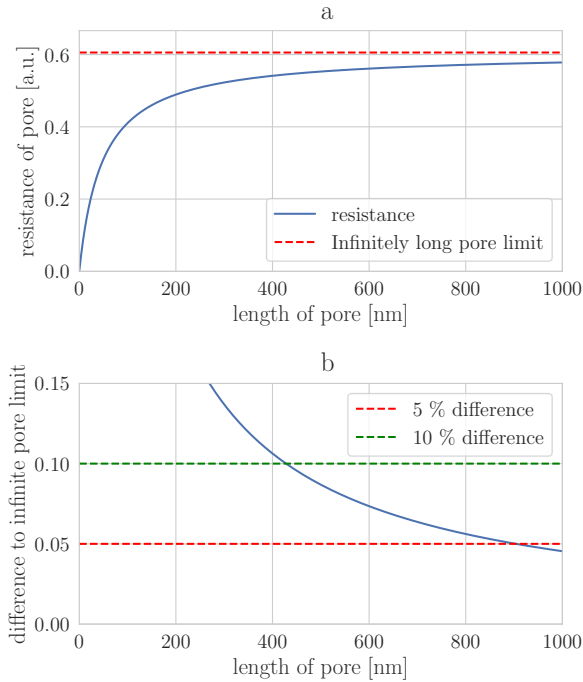 a
resistance of pore [a.u.]
0.6
0.4
0.2
0.0
resistance
Infinitely long pore limit
0 200 400 600 800 1000
length of pore [nm]
b
difference to infinite pore limit
0.15
0.10
0.05
0.00
5 % difference
10 % difference
0 200 400 600 800 1000
length of pore [nm]